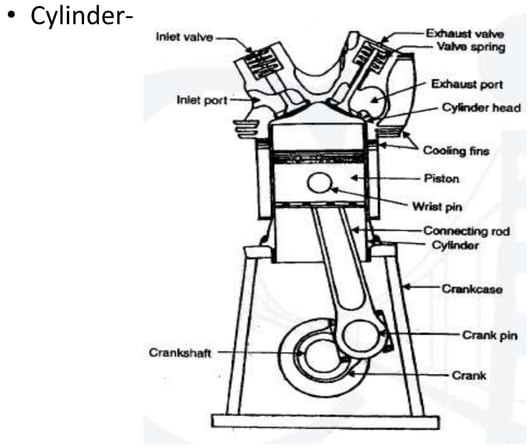 • Cylinder-
Inlet valve
Exhaust valve
Valve spring
Inlet port
Exhaust port
Cylinder head
Cooling fins
Piston
Wrist pin
Connecting rod
Cylinder
Crankcase
Crank pin
Crankshaft
Crank